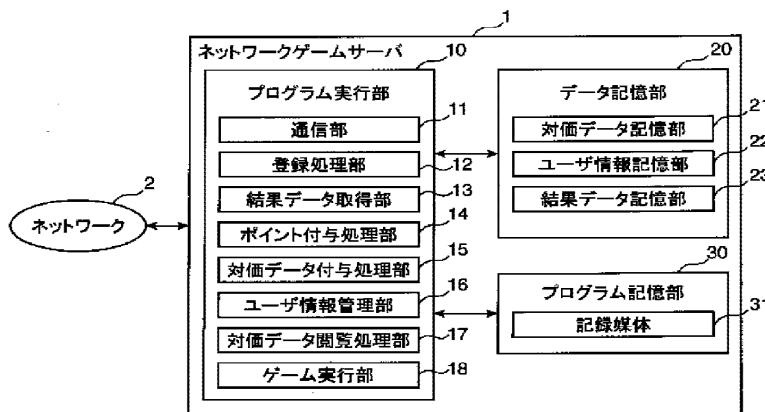 1
ネットワークゲームサーバ
10
プログラム実行部
通信部
11
登録処理部
12
結果データ取得部
13
ポイント付与処理部
14
対価データ付与処理部
15
ユーザ情報管理部
16
対価データ閲覧処理部
17
ゲーム実行部
18
2
ネットワーク
20
データ記憶部
21
対価データ記憶部
22
ユーザ情報記憶部
23
結果データ記憶部
30
プログラム記憶部
31
記録媒体